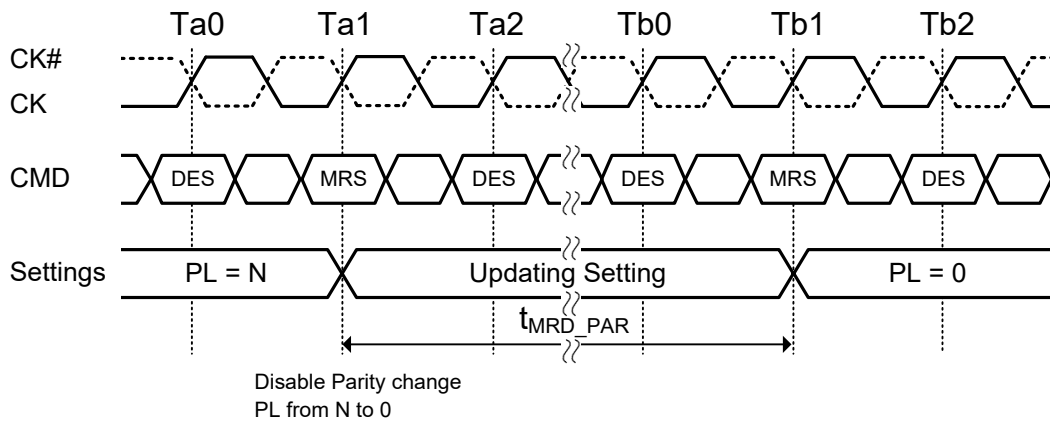 Ta0 Ta1 Ta2 Tb0 Tb1 Tb2
CK#
CK
CMD DES MRS DES DES MRS DES
Settings PL = N Updating Setting PL = 0
tMRD_PAR
Disable Parity change
PL from N to 0